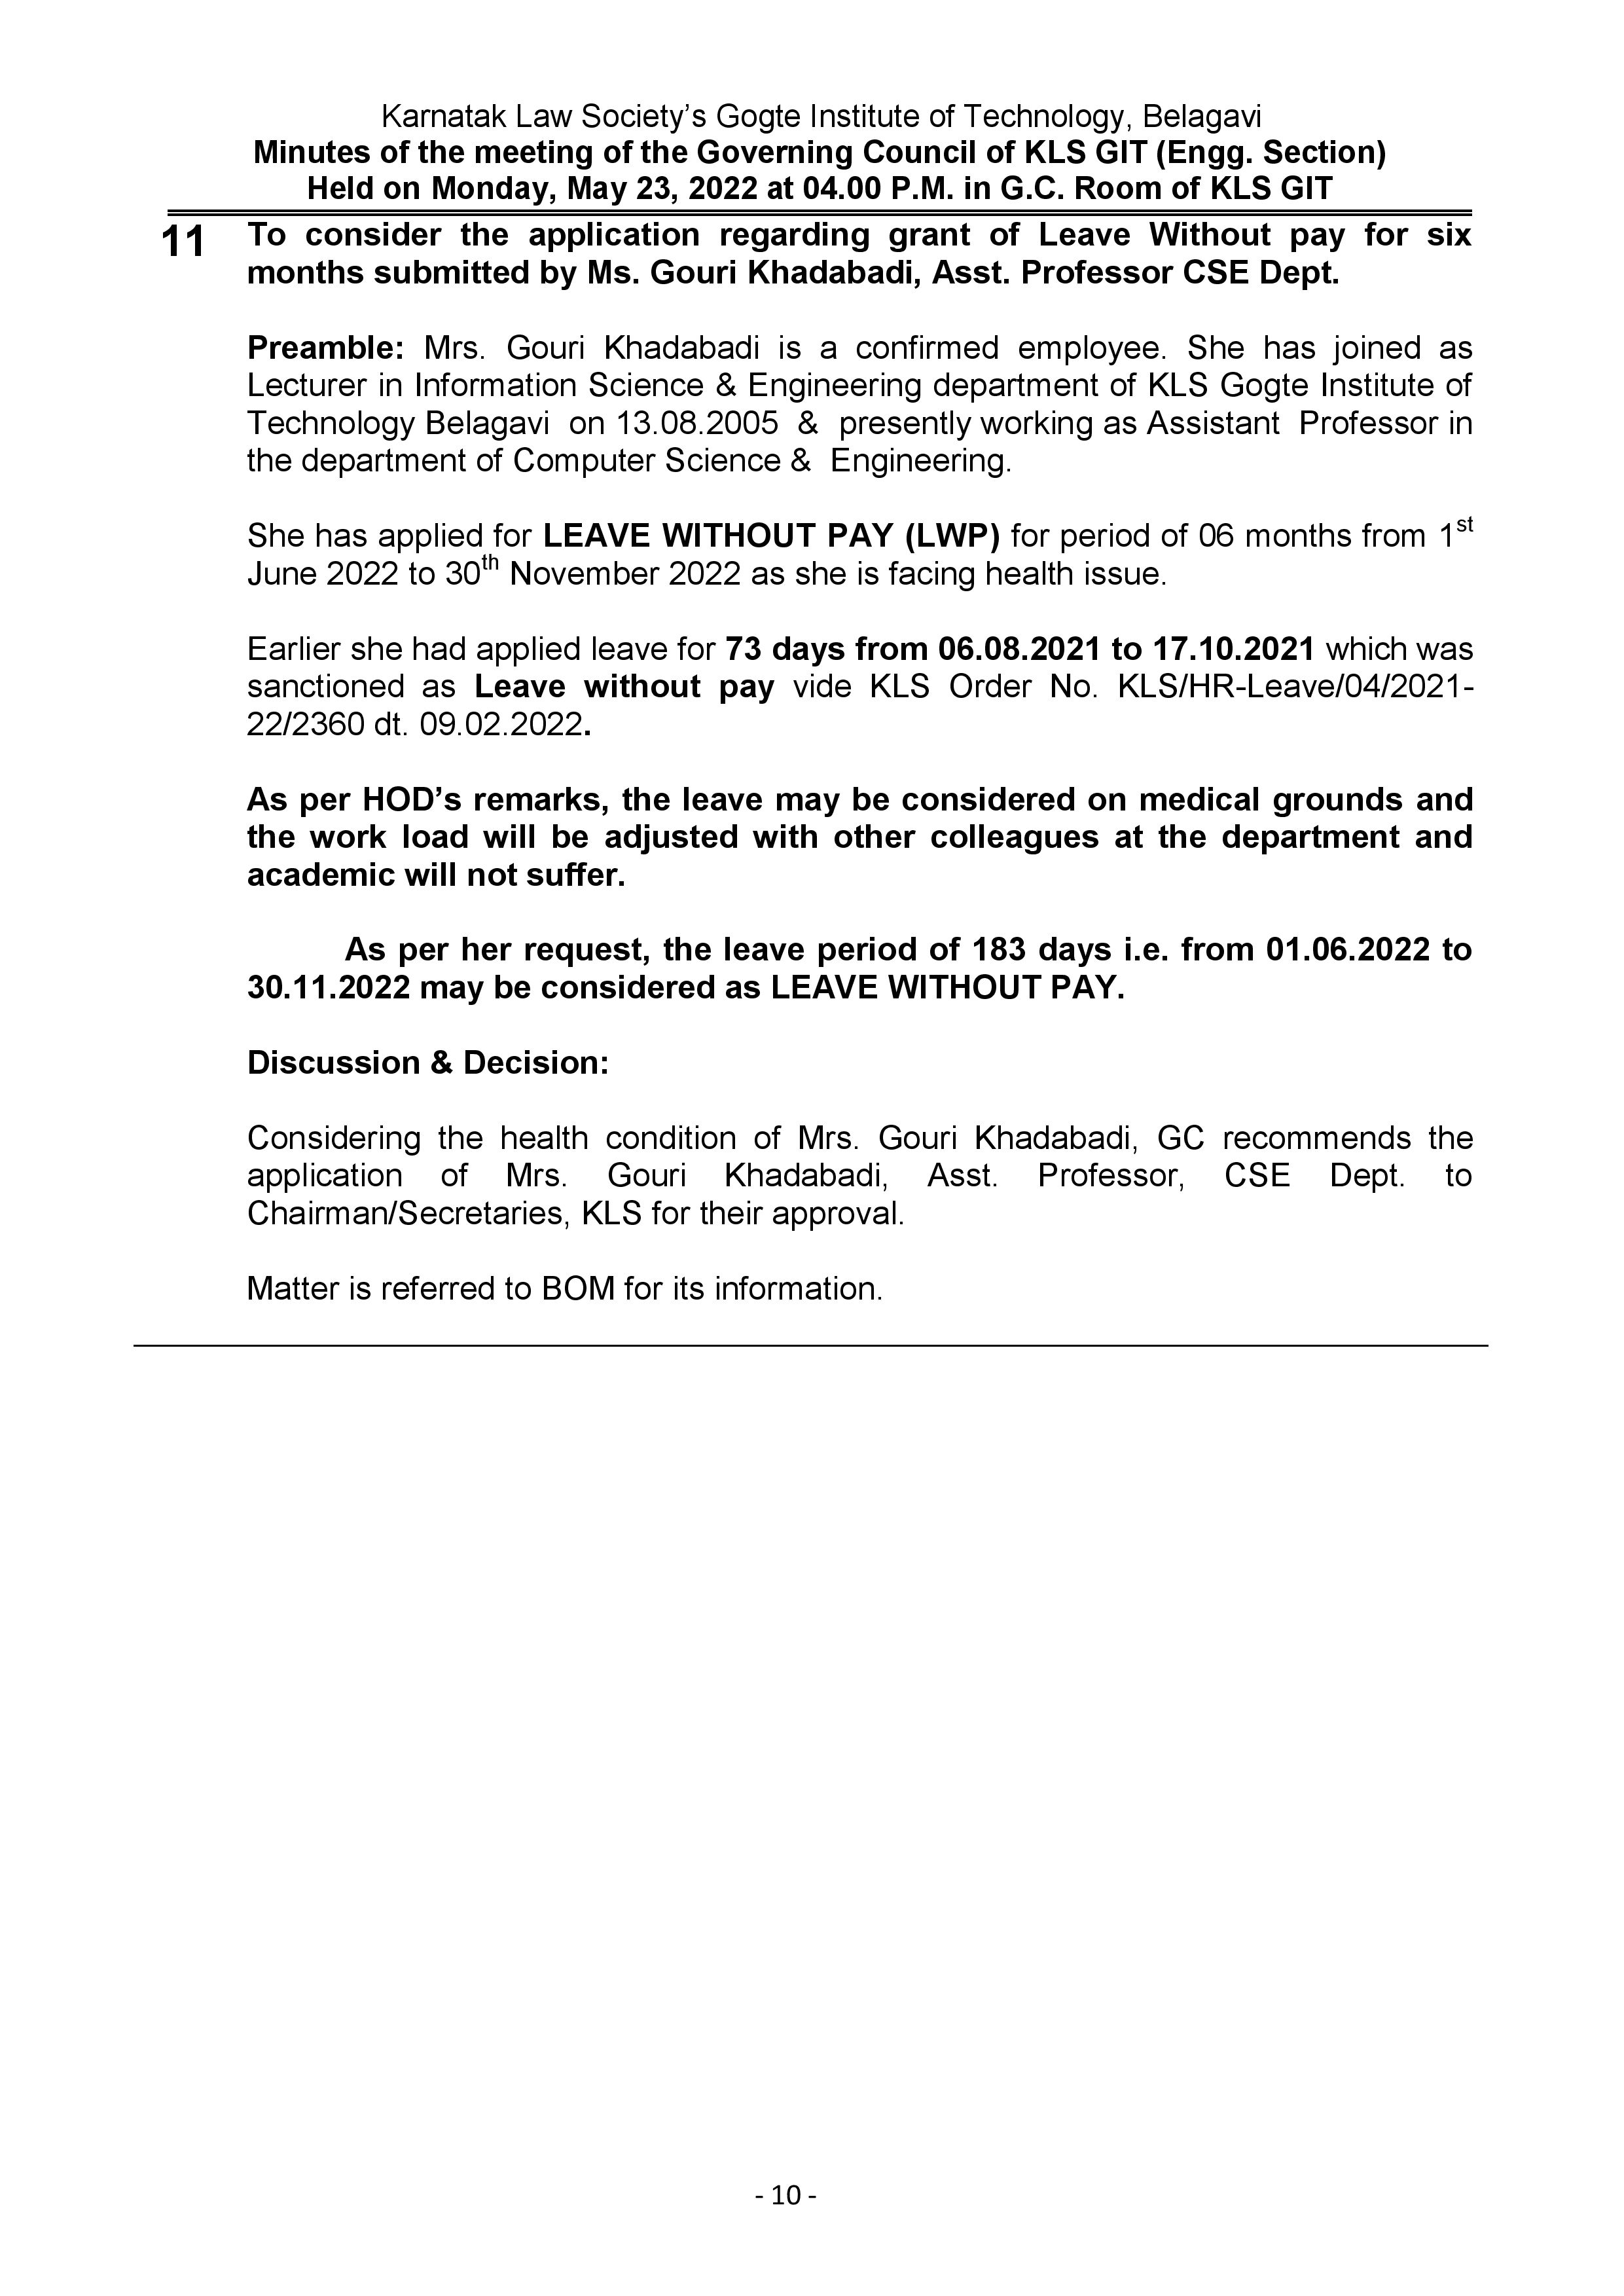 Karnatak Law Society’s Gogte Institute of Technology, Belagavi
Minutes of the meeting of the Governing Council of KLS GIT (Engg. Section)
Held on Monday, May 23, 2022 at 04.00 P.M. in G.C. Room of KLS GIT
11 To consider the application regarding grant of Leave Without pay for six
months submitted by Ms. Gouri Khadabadi, Asst. Professor CSE Dept.
Preamble: Mrs. Gouri Khadabadi is a confirmed employee. She has joined as
Lecturer in Information Science & Engineering department of KLS Gogte Institute of
Technology Belagavi on 13.08.2005 & presently working as Assistant Professor in
the department of Computer Science & Engineering.
She has applied for LEAVE WITHOUT PAY (LWP) for period of 06 months from 1st
June 2022 to 30th November 2022 as she is facing health issue.
Earlier she had applied leave for 73 days from 06.08.2021 to 17.10.2021 which was
sanctioned as Leave without pay vide KLS Order No. KLS/HR-Leave/04/2021-
22/2360 dt. 09.02.2022.
As per HOD’s remarks, the leave may be considered on medical grounds and
the work load will be adjusted with other colleagues at the department and
academic will not suffer.
As per her request, the leave period of 183 days i.e. from 01.06.2022 to
30.11.2022 may be considered as LEAVE WITHOUT PAY.
Discussion & Decision:
Considering the health condition of Mrs. Gouri Khadabadi, GC recommends the
application of Mrs. Gouri Khadabadi, Asst. Professor, CSE Dept. to
Chairman/Secretaries, KLS for their approval.
Matter is referred to BOM for its information.
- 10 -